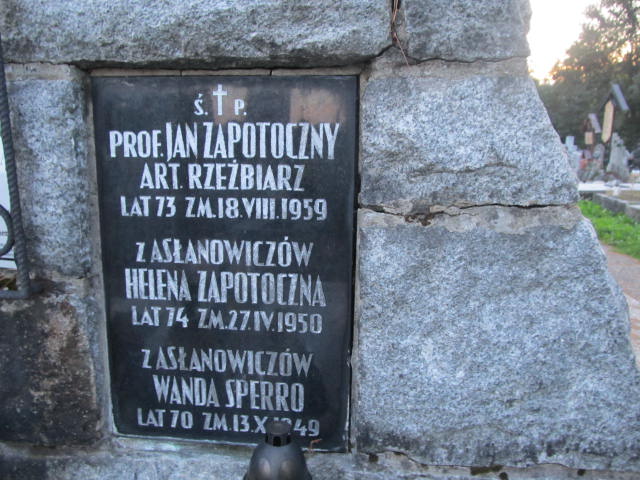 Ś. † P.
PROF. JAN ZAPOTOCZNY
ART. RZEŹBIARZ
LAT 73 ZM. 18. VIII. 1959
Z ASŁANOWICZÓW
HELENA ZAPOTOCZNA
LAT 74 ZM. 27. IV. 1950
Z ASŁANOWICZÓW
WANDA SPERRO
LAT 70 ZM. 13.